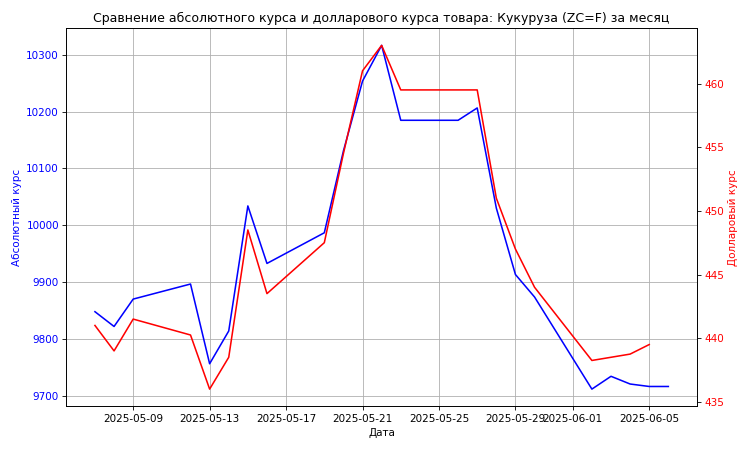 Сравнение абсолютного курса и долларового курса товара: Кукуруза (ZC=F) за месяц
10300
10200
10100
10000
9900
9800
9700
Абсолютный курс
460
455
450
445
440
435
Долларовый курс
2025-05-09 2025-05-13 2025-05-17 2025-05-21 2025-05-25 2025-05-29 2025-06-01 2025-06-05
Дата